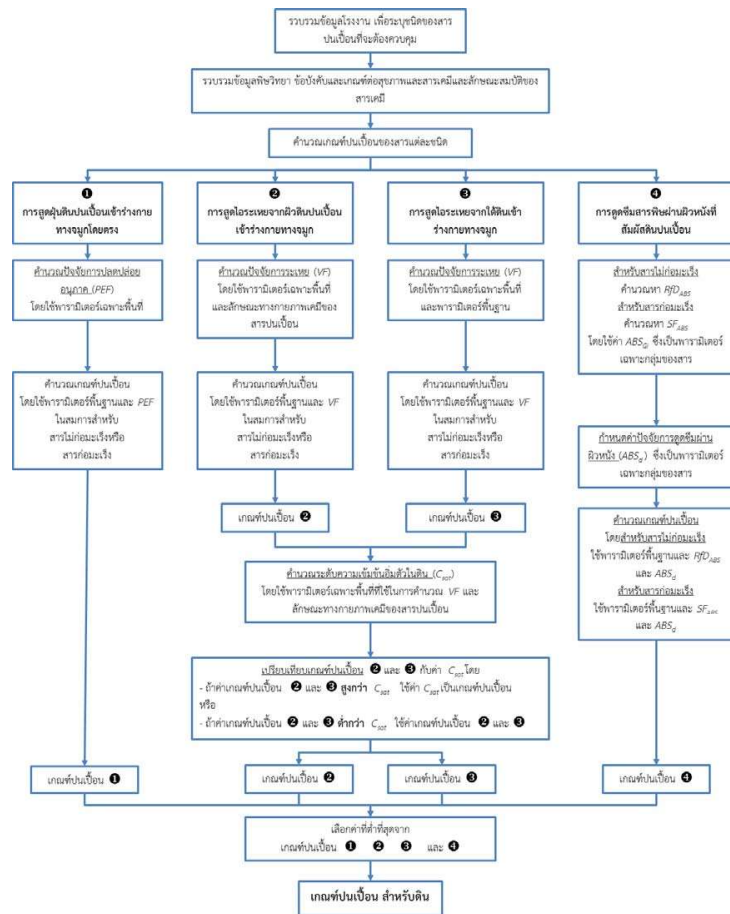 รวบรวมข้อมูลโรงงาน เพื่อระบุชนิดของสาร
ปนเปื้อนที่จะต้องควบคุม
รวบรวมข้อมูลพิษวิทยา ข้อบังคับและเกณฑ์ต่อสุขภาพและสารเคมีและลักษณะสมบัติของ
สารเคมี
คำนวณเกณฑ์ปนเปื้อนของสารแต่ละชนิด
❶
การสูดฝุ่นดินปนเปื้อนเข้าร่างกาย
ทางจมูกโดยตรง
❷
การสูดไอระเหยจากผิวดินปนเปื้อน
เข้าร่างกายทางจมูก
❸
การสูดไอระเหยจากใต้ดินเข้า
ร่างกายทางจมูก
❹
การดูดซึมสารพิษผ่านผิวหนังที่
สัมผัสดินปนเปื้อน
คำนวณปัจจัยการปลดปล่อย
อนุภาค (PEF)
โดยใช้พารามิเตอร์เฉพาะพื้นที่
คำนวณปัจจัยการระเหย (VF)
โดยใช้พารามิเตอร์เฉพาะพื้นที่
และลักษณะทางกายภาพเคมีของ
สารปนเปื้อน
คำนวณปัจจัยการระเหย (VF)
โดยใช้พารามิเตอร์เฉพาะพื้นที่
และพารามิเตอร์พื้นฐาน
สำหรับสารไม่ก่อมะเร็ง
คำนวณหา RfD_ABS
สำหรับสารก่อมะเร็ง
คำนวณหา SF_ABS
โดยใช้ค่า ABS_GI ซึ่งเป็นพารามิเตอร์
เฉพาะกลุ่มของสาร
คำนวณเกณฑ์ปนเปื้อน
โดยใช้พารามิเตอร์พื้นฐานและ PEF
ในสมการสำหรับ
สารไม่ก่อมะเร็งหรือ
สารก่อมะเร็ง
คำนวณเกณฑ์ปนเปื้อน
โดยใช้พารามิเตอร์พื้นฐานและ VF
ในสมการสำหรับ
สารไม่ก่อมะเร็งหรือ
สารก่อมะเร็ง
คำนวณเกณฑ์ปนเปื้อน
โดยใช้พารามิเตอร์พื้นฐานและ VF
ในสมการสำหรับ
สารไม่ก่อมะเร็งหรือ
สารก่อมะเร็ง
กำหนดค่าปัจจัยการดูดซึมผ่าน
ผิวหนัง (ABS_d) ซึ่งเป็นพารามิเตอร์
เฉพาะกลุ่มของสาร
เกณฑ์ปนเปื้อน ❷
เกณฑ์ปนเปื้อน ❸
คำนวณเกณฑ์ปนเปื้อน
โดยสำหรับสารไม่ก่อมะเร็ง
ใช้พารามิเตอร์พื้นฐานและ RfD_ABS
และ ABS_d
สำหรับสารก่อมะเร็ง
ใช้พารามิเตอร์พื้นฐานและ SF_ABS
และ ABS_d
คำนวณระดับความเข้มข้นอิ่มตัวในดิน (C_sat)
โดยใช้พารามิเตอร์เฉพาะพื้นที่ที่ใช้ในการคำนวณ VF และ
ลักษณะทางกายภาพเคมีของสารปนเปื้อน
เปรียบเทียบเกณฑ์ปนเปื้อน ❷ และ ❸ กับค่า C_sat โดย
- ถ้าค่าเกณฑ์ปนเปื้อน ❷ และ ❸ สูงกว่า C_sat ใช้ค่า C_sat เป็นเกณฑ์ปนเปื้อน
หรือ
- ถ้าค่าเกณฑ์ปนเปื้อน ❷ และ ❸ ต่ำกว่า C_sat ใช้ค่าเกณฑ์ปนเปื้อน ❷ และ ❸
เกณฑ์ปนเปื้อน ❶
เกณฑ์ปนเปื้อน ❷
เกณฑ์ปนเปื้อน ❸
เกณฑ์ปนเปื้อน ❹
เลือกค่าที่ต่ำที่สุดจาก
เกณฑ์ปนเปื้อน ❶ ❷ ❸ และ ❹
เกณฑ์ปนเปื้อน สำหรับดิน